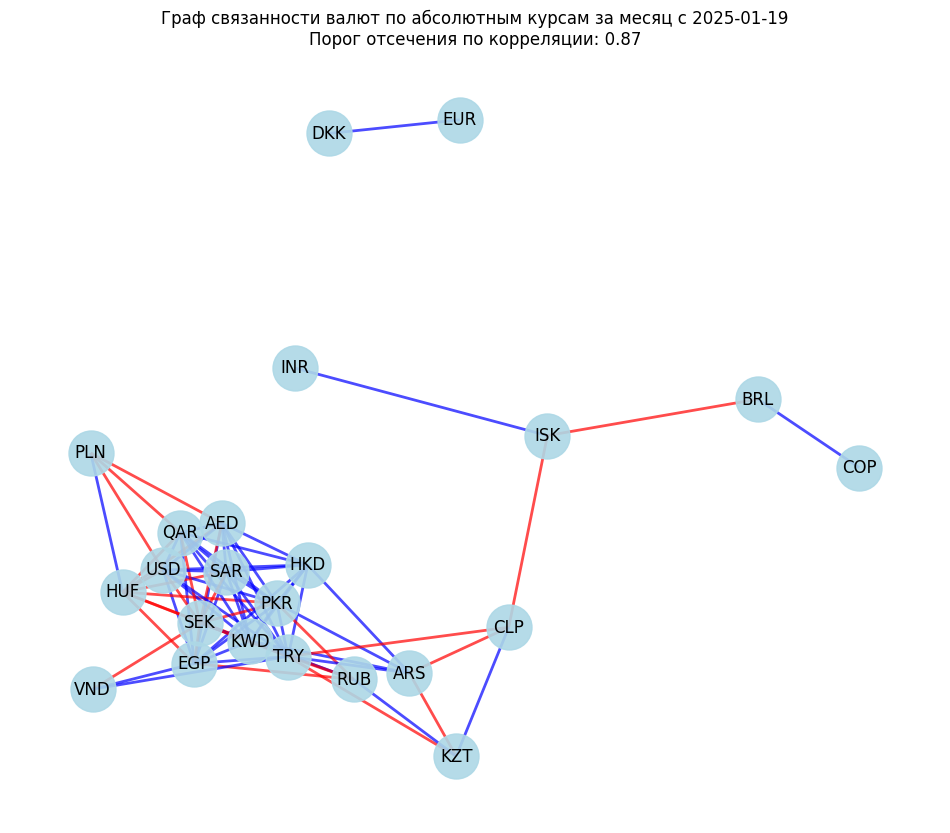 Граф связанности валют по абсолютным курсам за месяц с 2025-01-19
Порог отсечения по корреляции: 0.87
EUR
DKK
INR
BRL
ISK
PLN
COP
AED
QAR
HKD
USD
SAR
HUF
PKR
SEK
CLP
KWD
TRY
EGP
ARS
RUB
VND
KZT